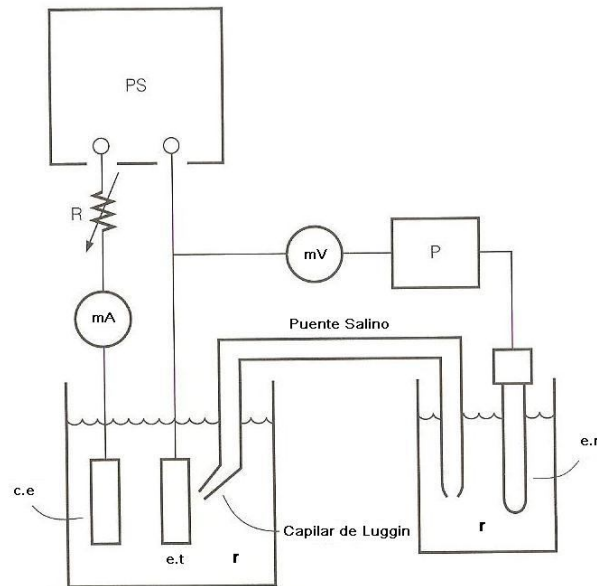 PS
R
mV
P
mA
Puente Salino
c.e
e.t
r
Capilar de Luggin
r
e.r